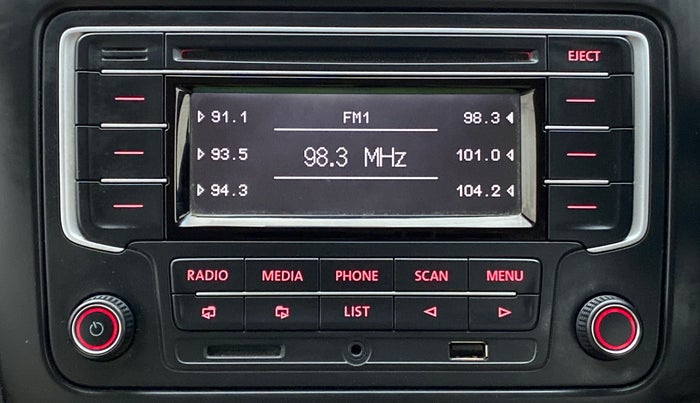 EJECT
91.1 FM1 98.3
93.5 98.3 MHz 101.0
94.3 104.2
RADIO MEDIA PHONE SCAN MENU
LIST